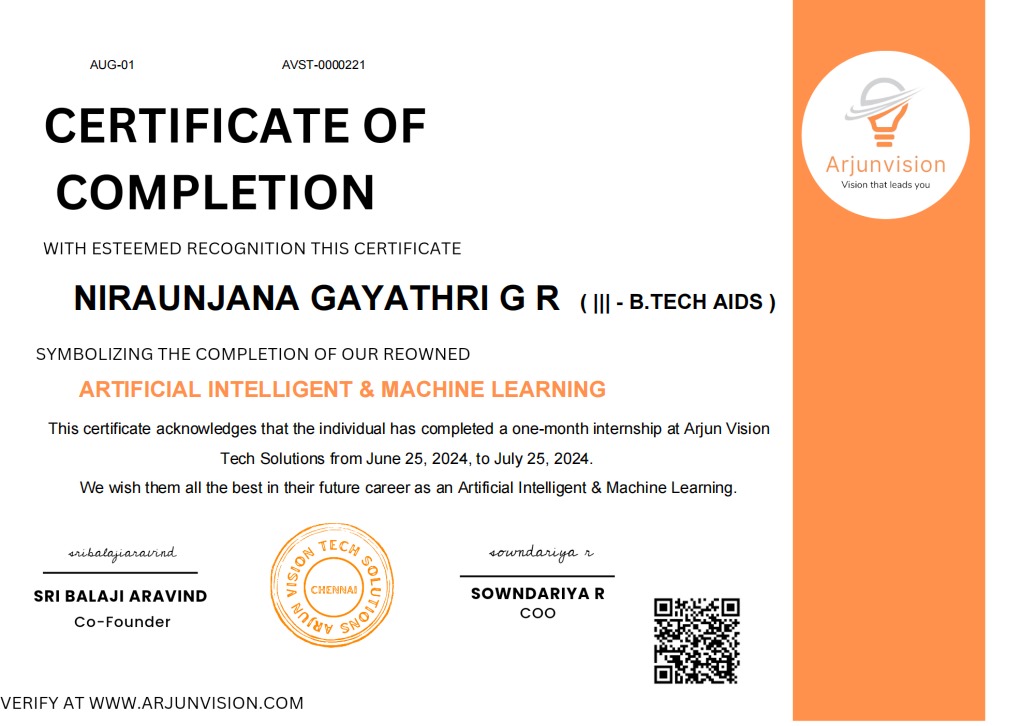 AUG-01 AVST-0000221
CERTIFICATE OF
COMPLETION
WITH ESTEEMED RECOGNITION THIS CERTIFICATE
NIRAUNJANA GAYATHRI G R ( ||| - B.TECH AIDS )
SYMBOLIZING THE COMPLETION OF OUR REOWNED
ARTIFICIAL INTELLIGENT & MACHINE LEARNING
This certificate acknowledges that the individual has completed a one-month internship at Arjun Vision
Tech Solutions from June 25, 2024, to July 25, 2024.
We wish them all the best in their future career as an Artificial Intelligent & Machine Learning.
sribalajiaravind
SRI BALAJI ARAVIND
Co-Founder
ARJUN VISION TECH SOLUTIONS
CHENNAI
sowndariya r
SOWNDARIYA R
COO
VERIFY AT WWW.ARJUNVISION.COM
Arjunvision
Vision that leads you